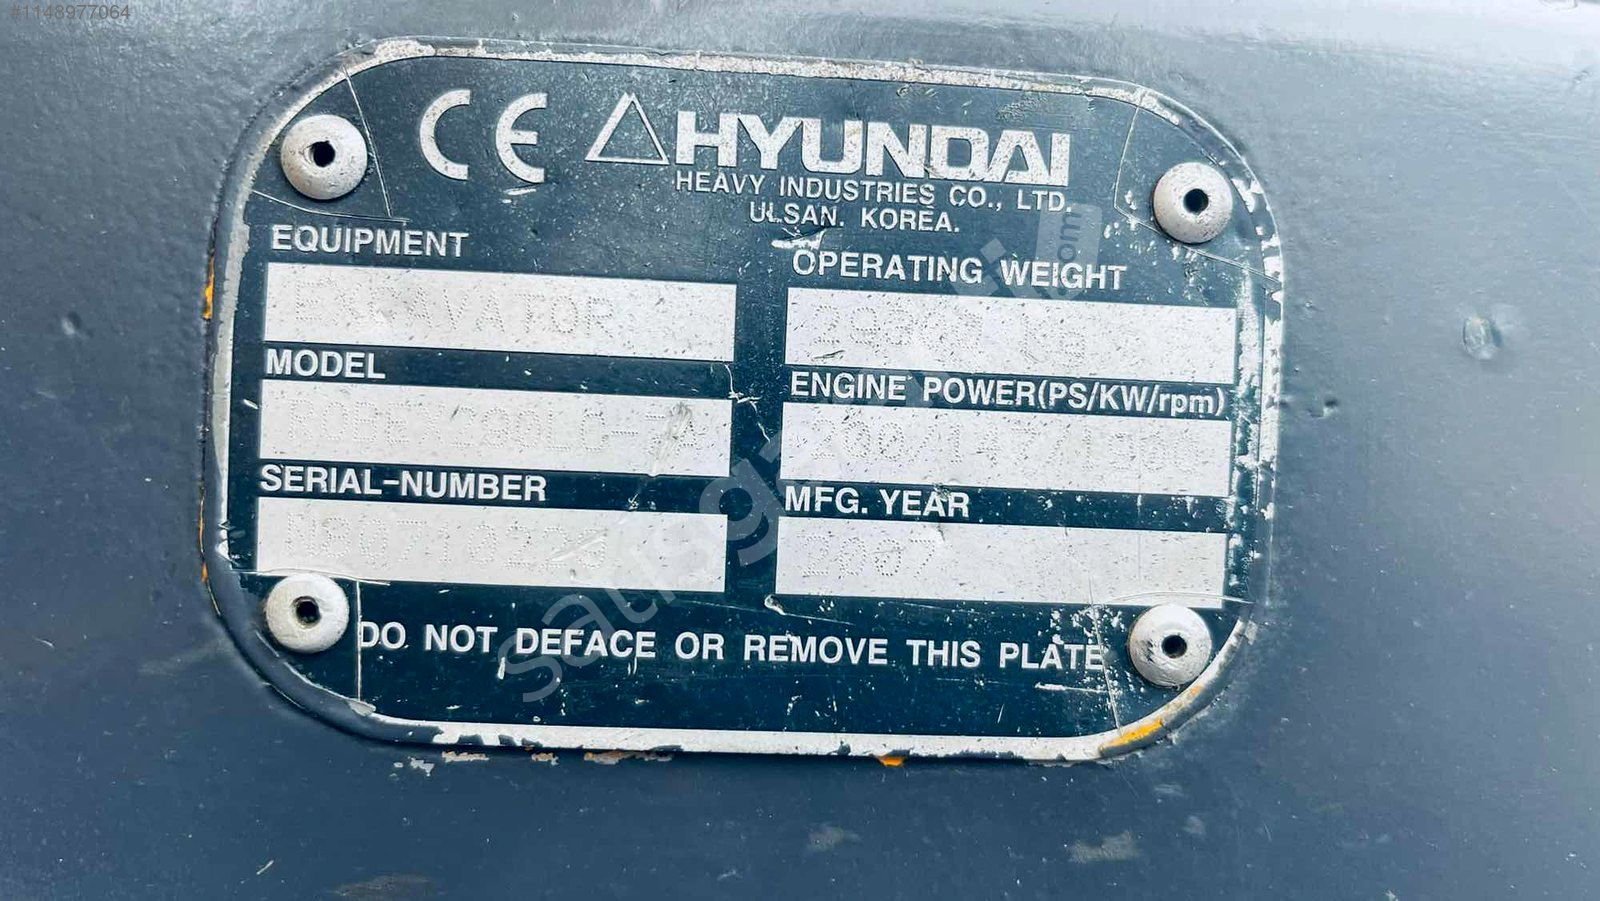 #1148977064
CE HYUNDAI
HEAVY INDUSTRIES CO., LTD.
ULSAN. KOREA.
EQUIPMENT
EXCAVATOR
OPERATING WEIGHT
MODEL
ENGINE POWER(PS/KW/rpm)
SERIAL-NUMBER
MFG. YEAR
2007
DO NOT DEFACE OR REMOVE THIS PLATE